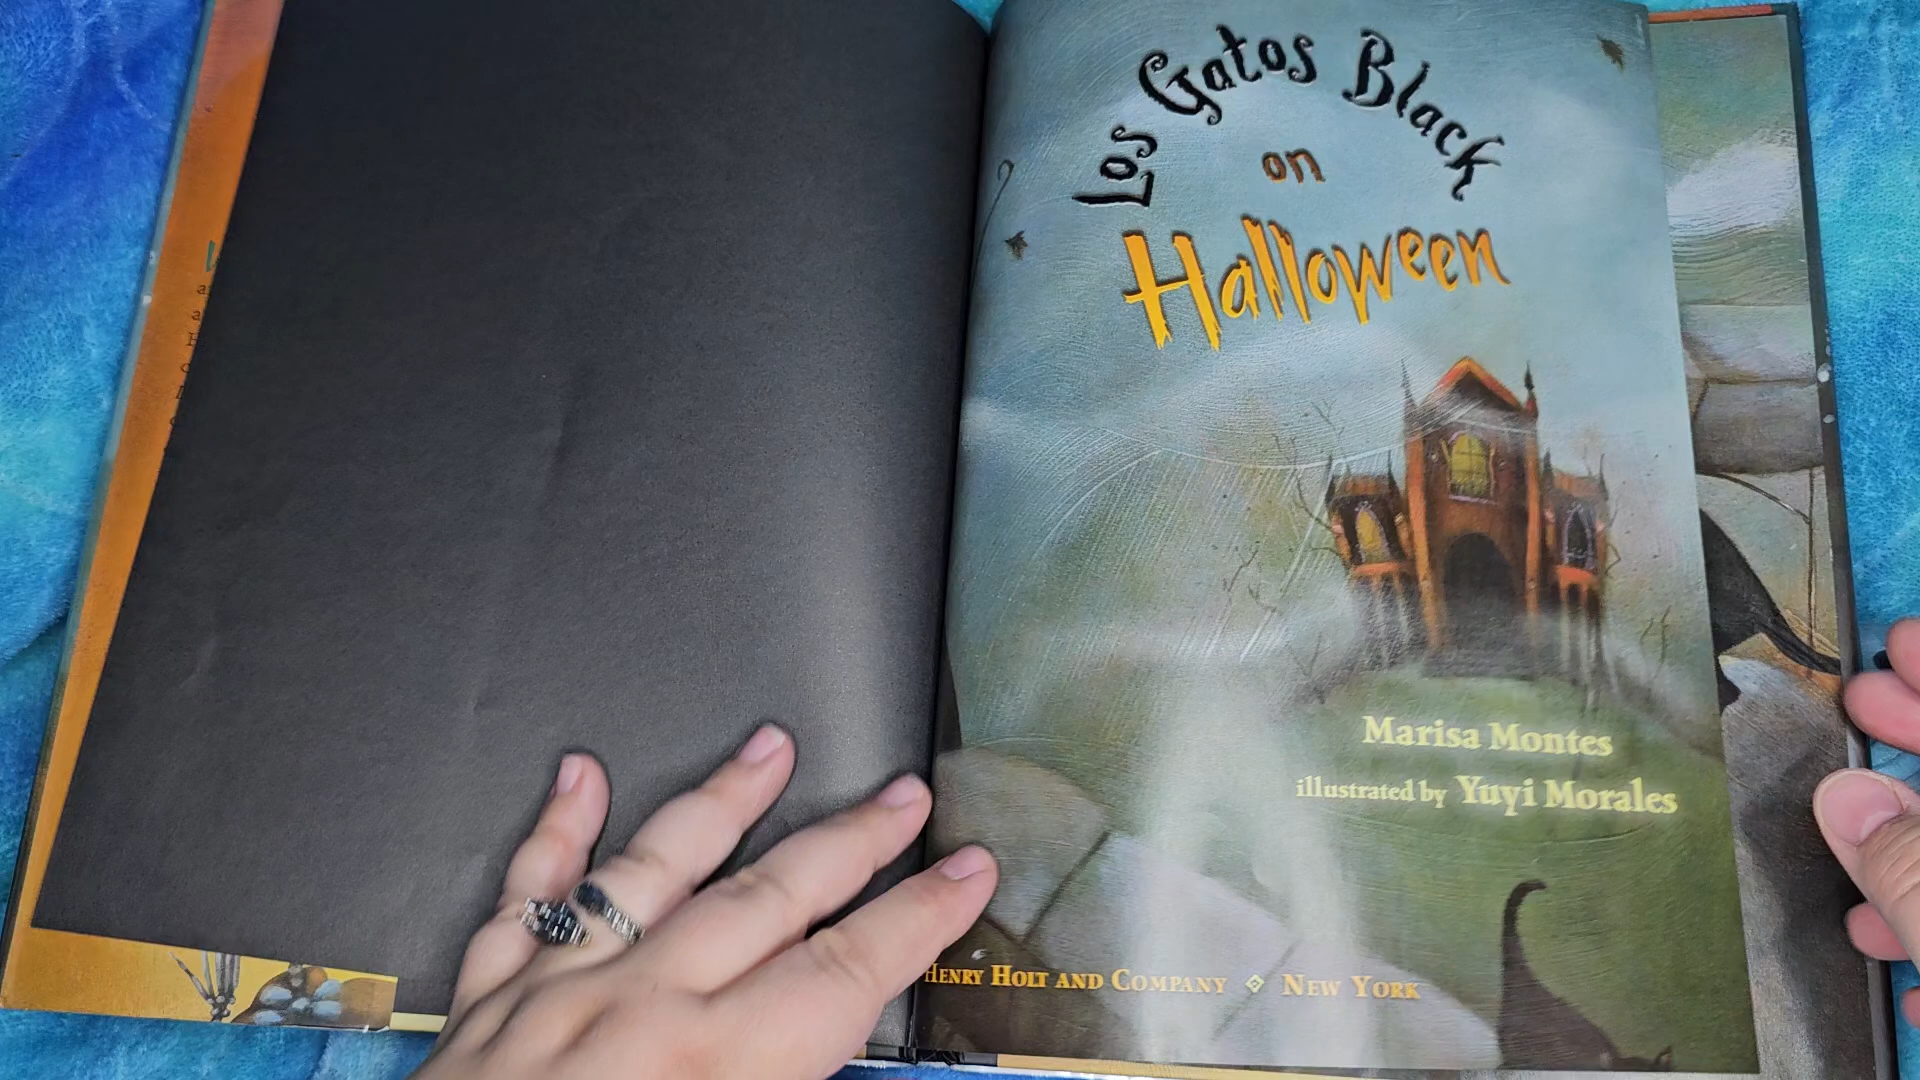 Los Gatos Black
on
Halloween
Marisa Montes
illustrated by Yuyi Morales
Henry Holt and Company ◈ New York